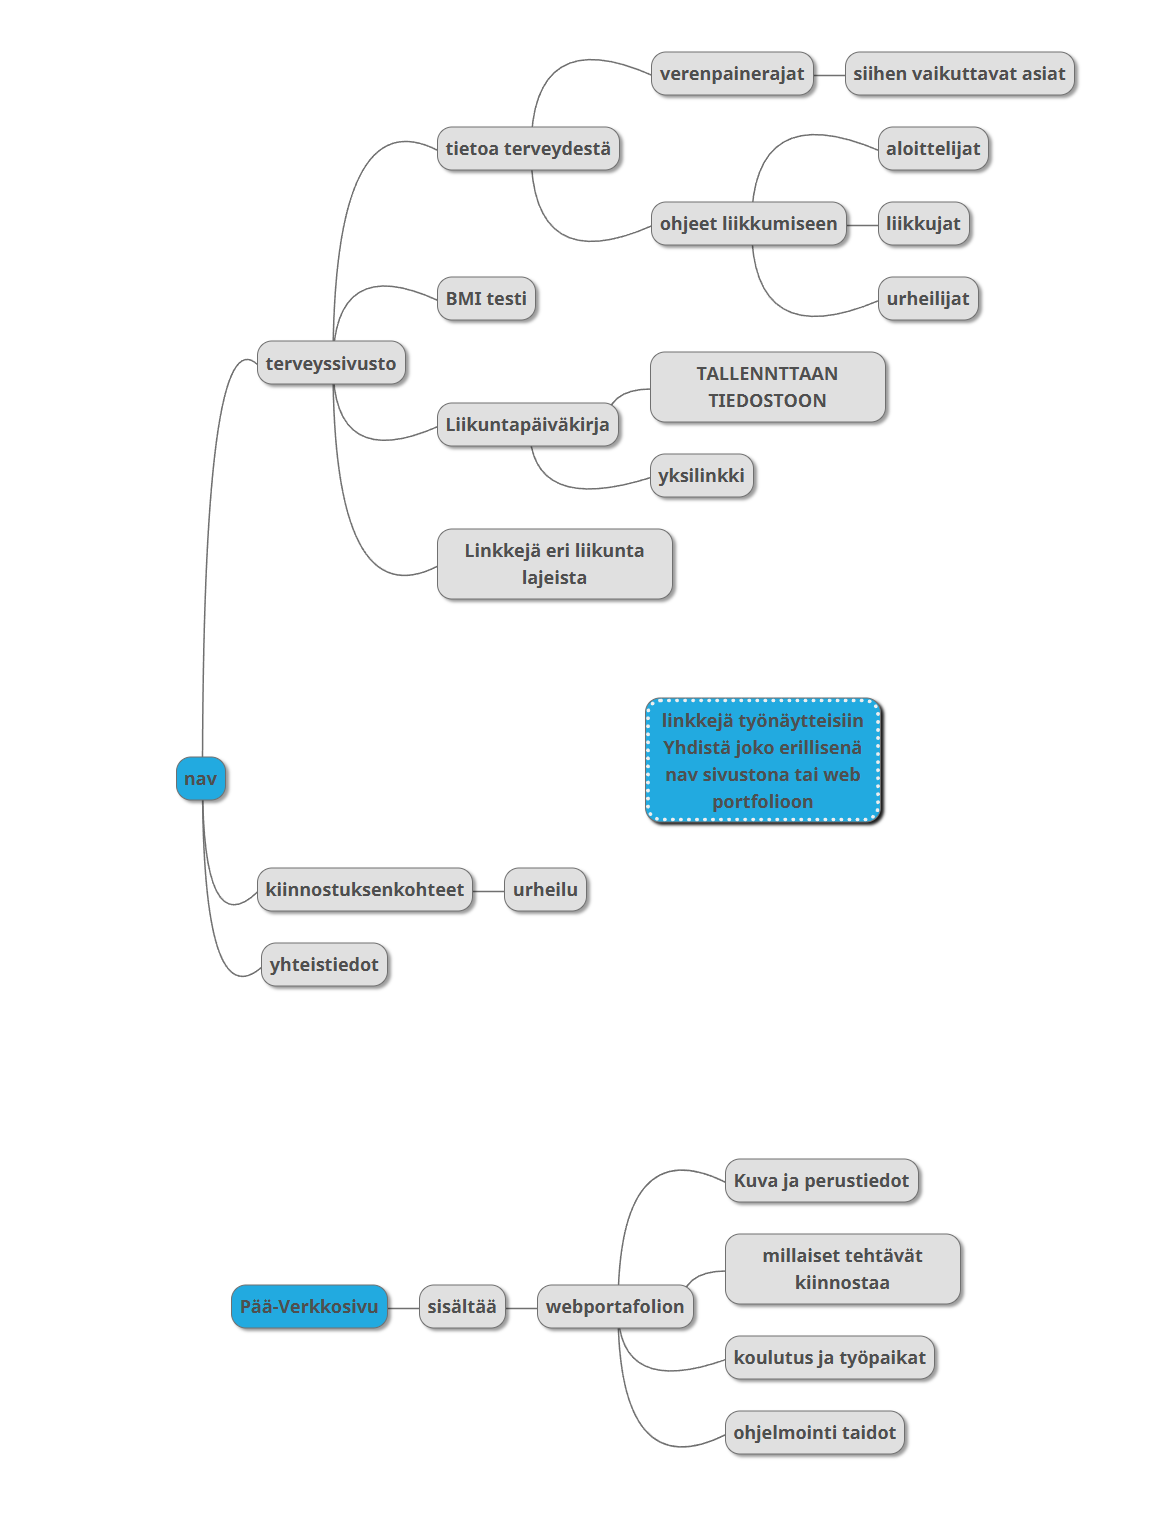 verenpainerajat
siihen vaikuttavat asiat
tietoa terveydestä
aloittelijat
ohjeet liikkumiseen
liikkujat
BMI testi
urheilijat
terveyssivusto
TALLENNTTAAN
TIEDOSTOON
Liikuntapäiväkirja
yksilinkki
Linkkejä eri liikunta
lajeista
linkkejä työnäytteisiin
Yhdistä joko erillisenä
nav sivustona tai web
portfolioon
nav
kiinnostuksenkohteet
urheilu
yhteistiedot
Kuva ja perustiedot
millaiset tehtävät
kiinnostaa
Pää-Verkkosivu
sisältää
webportafolion
koulutus ja työpaikat
ohjelmointi taidot